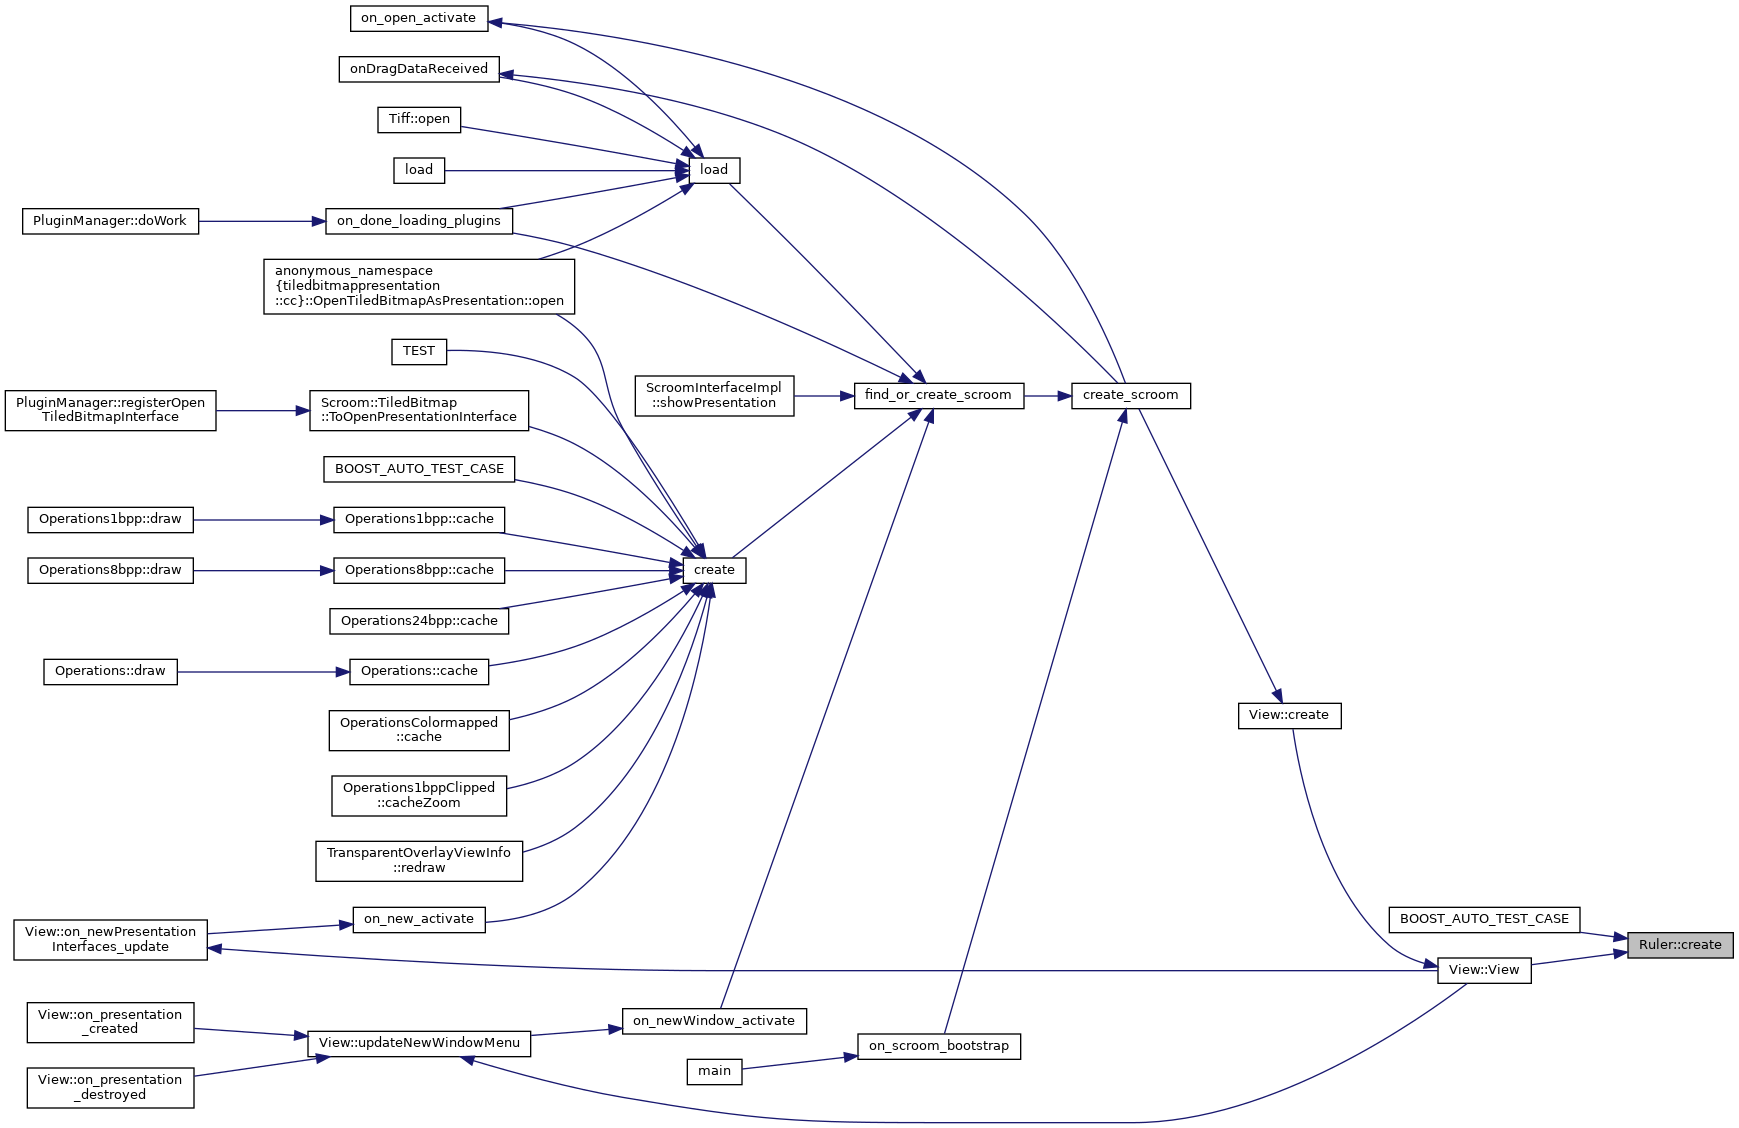 on_open_activate
onDragDataReceived
Tiff::open
load
load
PluginManager::doWork
on_done_loading_plugins
anonymous_namespace
{tiledbitmappresentation
::cc}::OpenTiledBitmapAsPresentation::open
TEST
PluginManager::registerOpen
TiledBitmapInterface
Scroom::TiledBitmap
::ToOpenPresentationInterface
ScroomInterfaceImpl
::showPresentation
find_or_create_scroom
create_scroom
BOOST_AUTO_TEST_CASE
Operations1bpp::draw
Operations1bpp::cache
Operations8bpp::draw
Operations8bpp::cache
create
Operations24bpp::cache
Operations::draw
Operations::cache
OperationsColormapped
::cache
View::create
Operations1bppClipped
::cacheZoom
TransparentOverlayViewInfo
::redraw
View::on_newPresentation
Interfaces_update
on_new_activate
BOOST_AUTO_TEST_CASE
Ruler::create
View::View
View::on_presentation
_created
View::updateNewWindowMenu
on_newWindow_activate
on_scroom_bootstrap
main
View::on_presentation
_destroyed